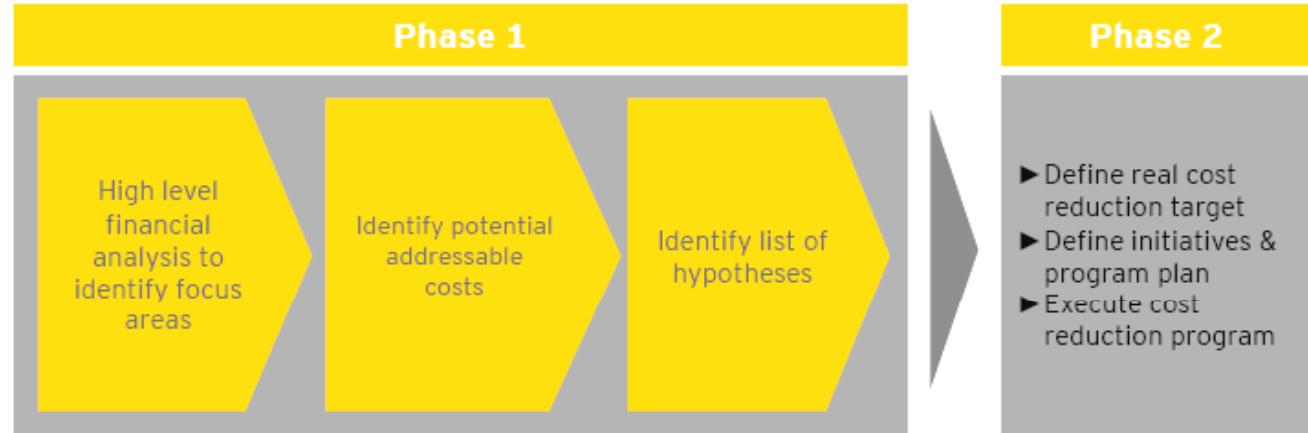 Phase 1
High level
financial
analysis to
identify focus
areas
Identify potential
addressable
costs
Identify list of
hypotheses
Phase 2
►Define real cost
reduction target
►Define initiatives &
program plan
►Execute cost
reduction program